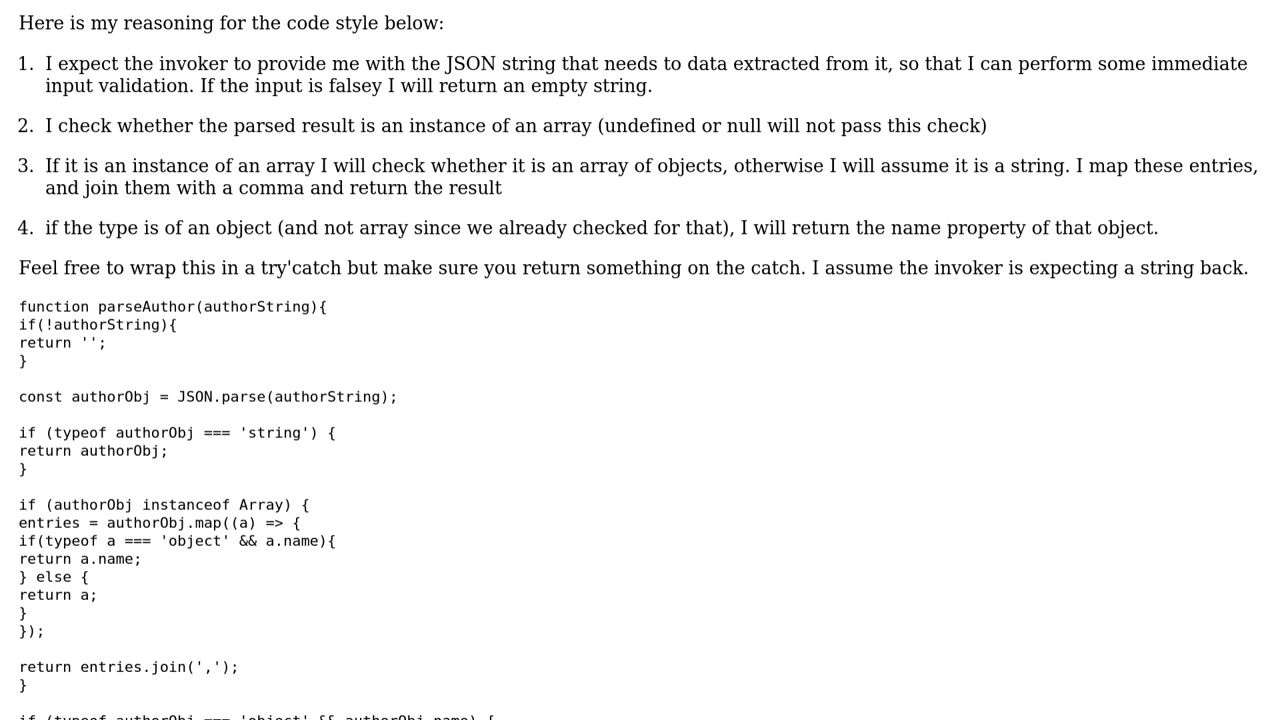 Here is my reasoning for the code style below:
1. I expect the invoker to provide me with the JSON string that needs to data extracted from it, so that I can perform some immediate
input validation. If the input is falsey I will return an empty string.
2. I check whether the parsed result is an instance of an array (undefined or null will not pass this check)
3. If it is an instance of an array I will check whether it is an array of objects, otherwise I will assume it is a string. I map these entries,
and join them with a comma and return the result
4. if the type is of an object (and not array since we already checked for that), I will return the name property of that object.
Feel free to wrap this in a try'catch but make sure you return something on the catch. I assume the invoker is expecting a string back.
function parseAuthor(authorString){
if(!authorString){
return '';
}
const authorObj = JSON.parse(authorString);
if (typeof authorObj === 'string') {
return authorObj;
}
if (authorObj instanceof Array) {
entries = authorObj.map((a) => {
if(typeof a === 'object' && a.name){
return a.name;
} else {
return a;
}
});
return entries.join(',');
}
if (typeof authorObj === 'object' && authorObj.name) {